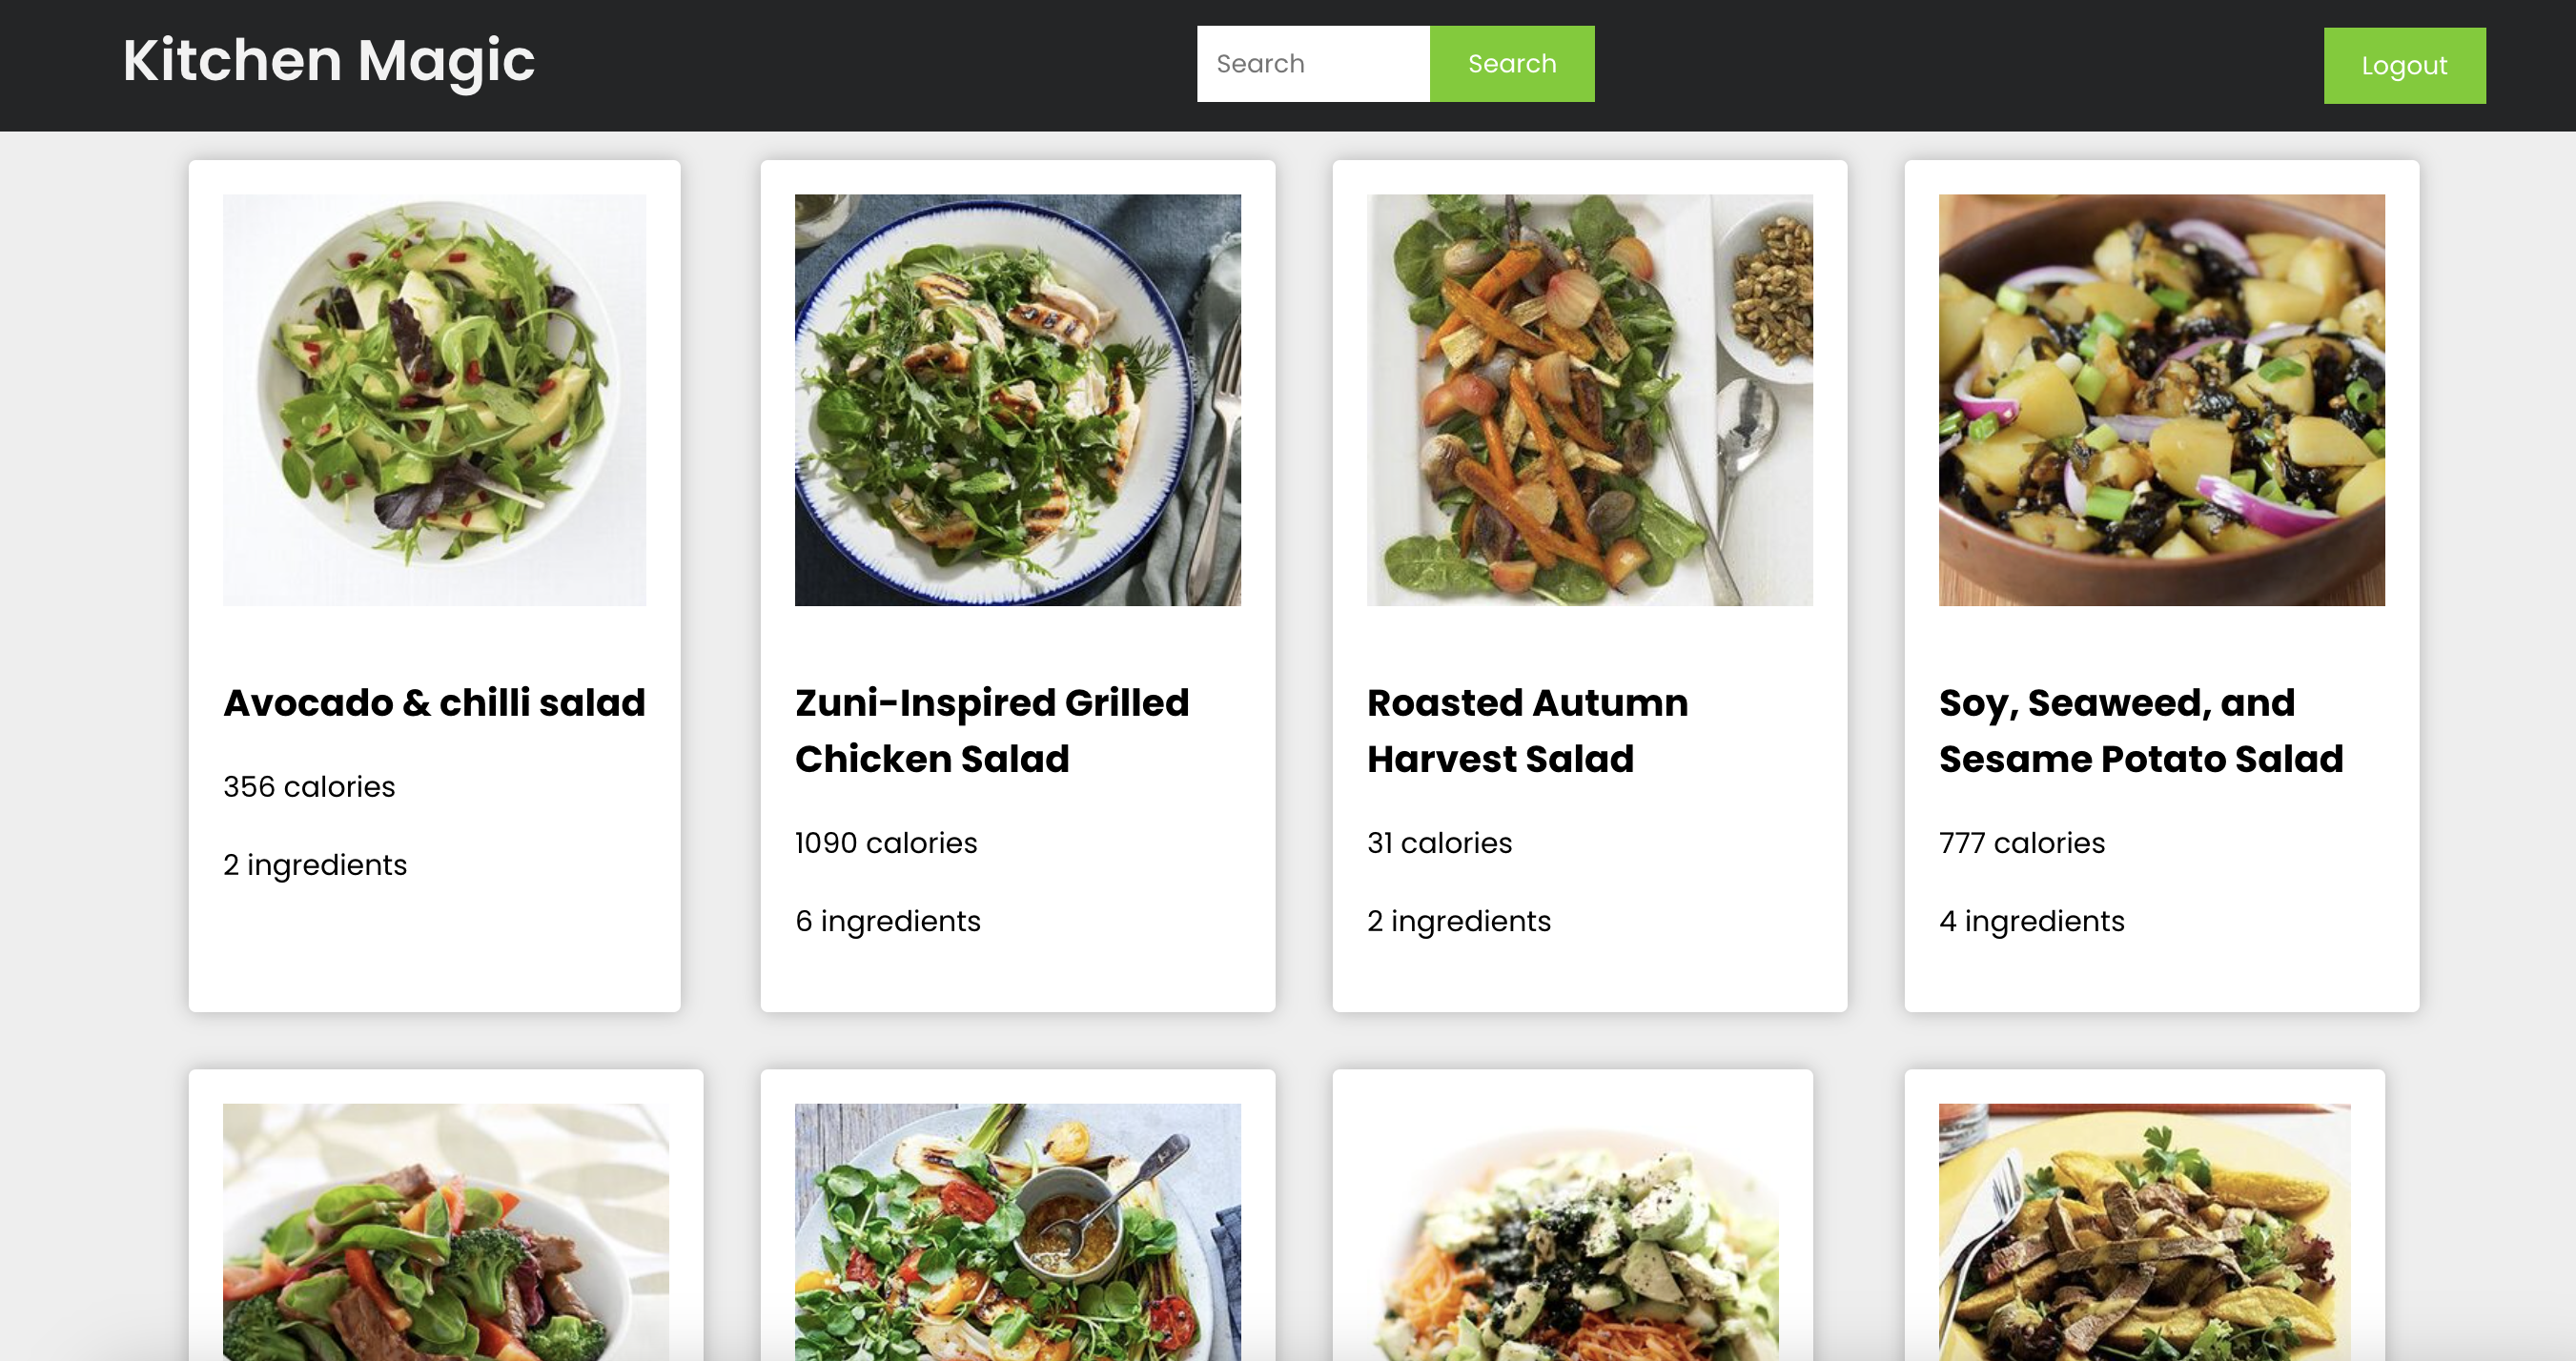 Kitchen Magic
Search
Search
Logout
Avocado & chilli salad
356 calories
2 ingredients
Zuni-Inspired Grilled
Chicken Salad
1090 calories
6 ingredients
Roasted Autumn
Harvest Salad
31 calories
2 ingredients
Soy, Seaweed, and
Sesame Potato Salad
777 calories
4 ingredients